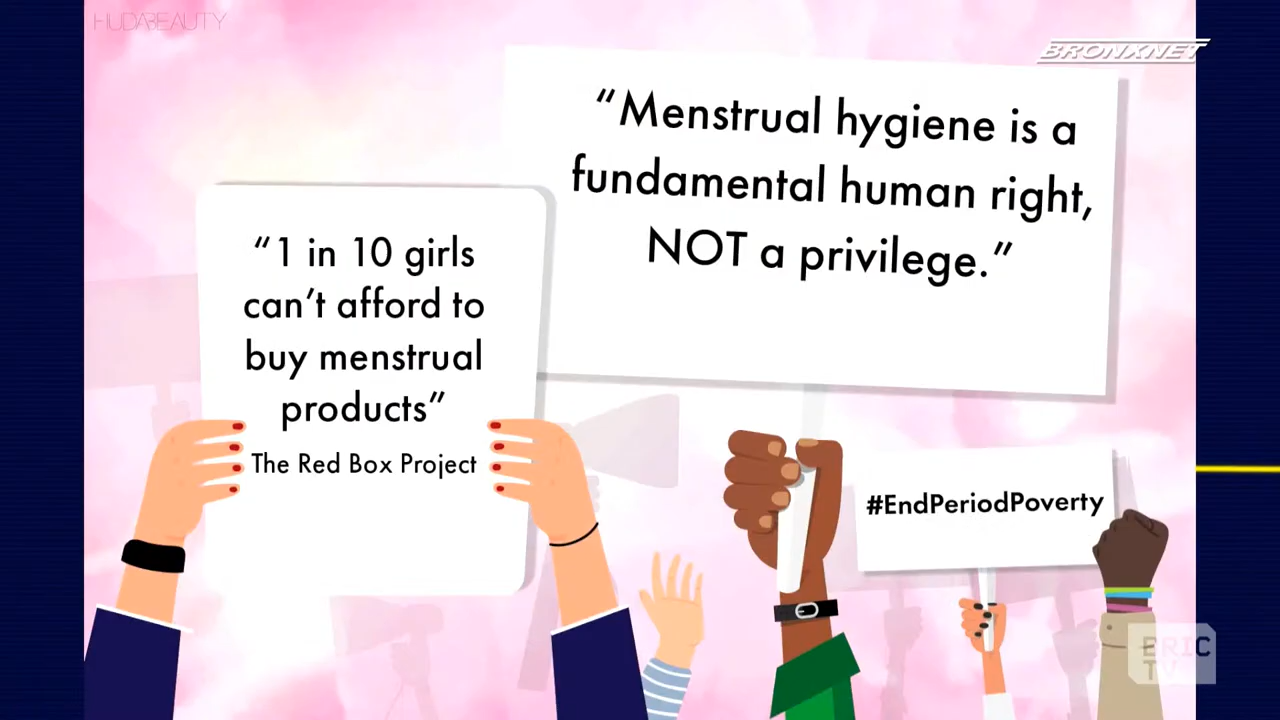 HUDABEAUTY
BRONXNET
“Menstrual hygiene is a
fundamental human right,
NOT a privilege.”
“1 in 10 girls
can’t afford to
buy menstrual
products”
The Red Box Project
#EndPeriodPoverty
BRIC
TV